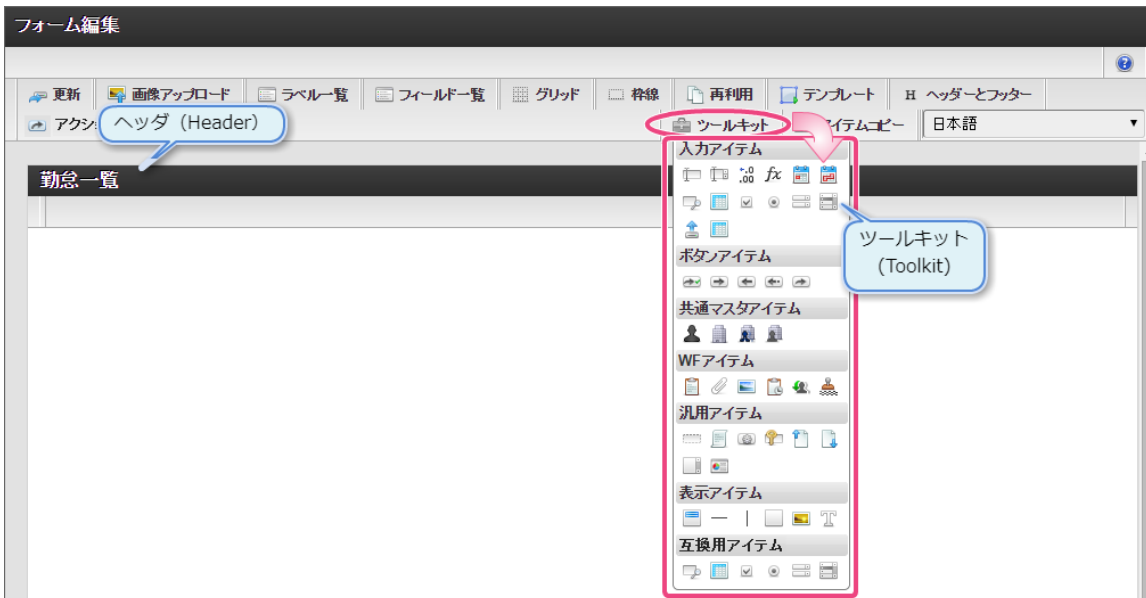 フォーム編集
更新 画像アップロード ラベル一覧 フィールド一覧 グリッド 枠線 再利用 テンプレート H ヘッダーとフッター
アクシ ヘッダ (Header) ツールキット アイテムコピー 日本語
勤怠一覧
入力アイテム
+.0 .00 fx
ツールキット
(Toolkit)
ボタンアイテム
共通マスタアイテム
WFアイテム
汎用アイテム
表示アイテム
T
互換用アイテム